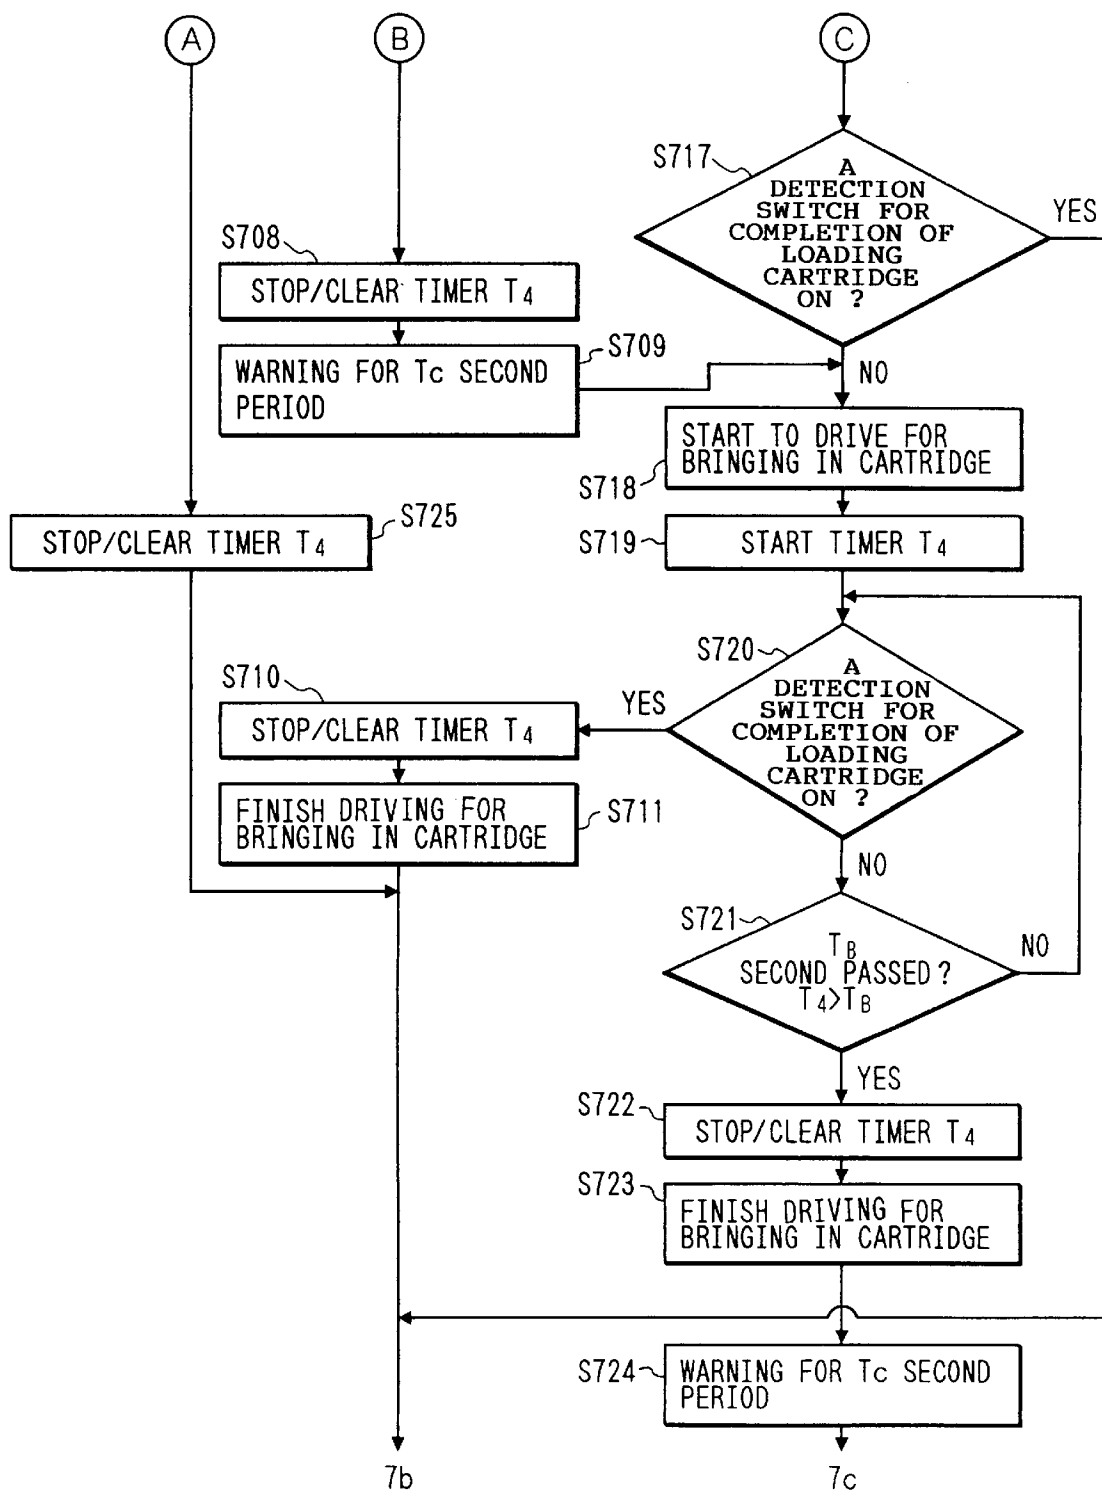 A
B
C
S717
A
DETECTION
SWITCH FOR
COMPLETION OF
LOADING
CARTRIDGE
ON ?
YES
S708
STOP/CLEAR TIMER T4
S709
WARNING FOR Tc SECOND
PERIOD
NO
START TO DRIVE FOR
BRINGING IN CARTRIDGE
S718
S725
STOP/CLEAR TIMER T4
S719
START TIMER T4
S720
A
DETECTION
SWITCH FOR
COMPLETION OF
LOADING
CARTRIDGE
ON ?
YES
S710
STOP/CLEAR TIMER T4
FINISH DRIVING FOR
BRINGING IN CARTRIDGE
S711
NO
S721
TB
SECOND PASSED ?
T4>TB
NO
YES
S722
STOP/CLEAR TIMER T4
S723
FINISH DRIVING FOR
BRINGING IN CARTRIDGE
S724
WARNING FOR Tc SECOND
PERIOD
7b
7c